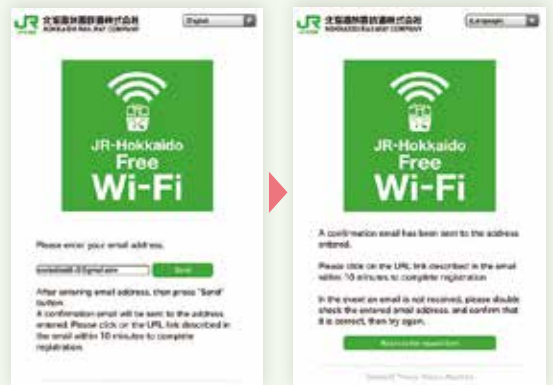 JR 北海道旅客鉄道株式会社
HOKKAIDO RAILWAY COMPANY
English
JR-Hokkaido
Free
Wi-Fi
Please enter your email address.
Send
After entering email address, then press "Send"
button.
A confirmation email will be sent to the address
entered. Please click on the URL link described in
the email within 10 minutes to complete
registration.
JR 北海道旅客鉄道株式会社
HOKKAIDO RAILWAY COMPANY
JR-Hokkaido
Free
Wi-Fi
A confirmation email has been sent to the address
entered.
Please click on the URL link described in the email
within 10 minutes to complete registration.
In the event an email is not received, please double
check the entered email address, and confirm that
it is correct, then try again.